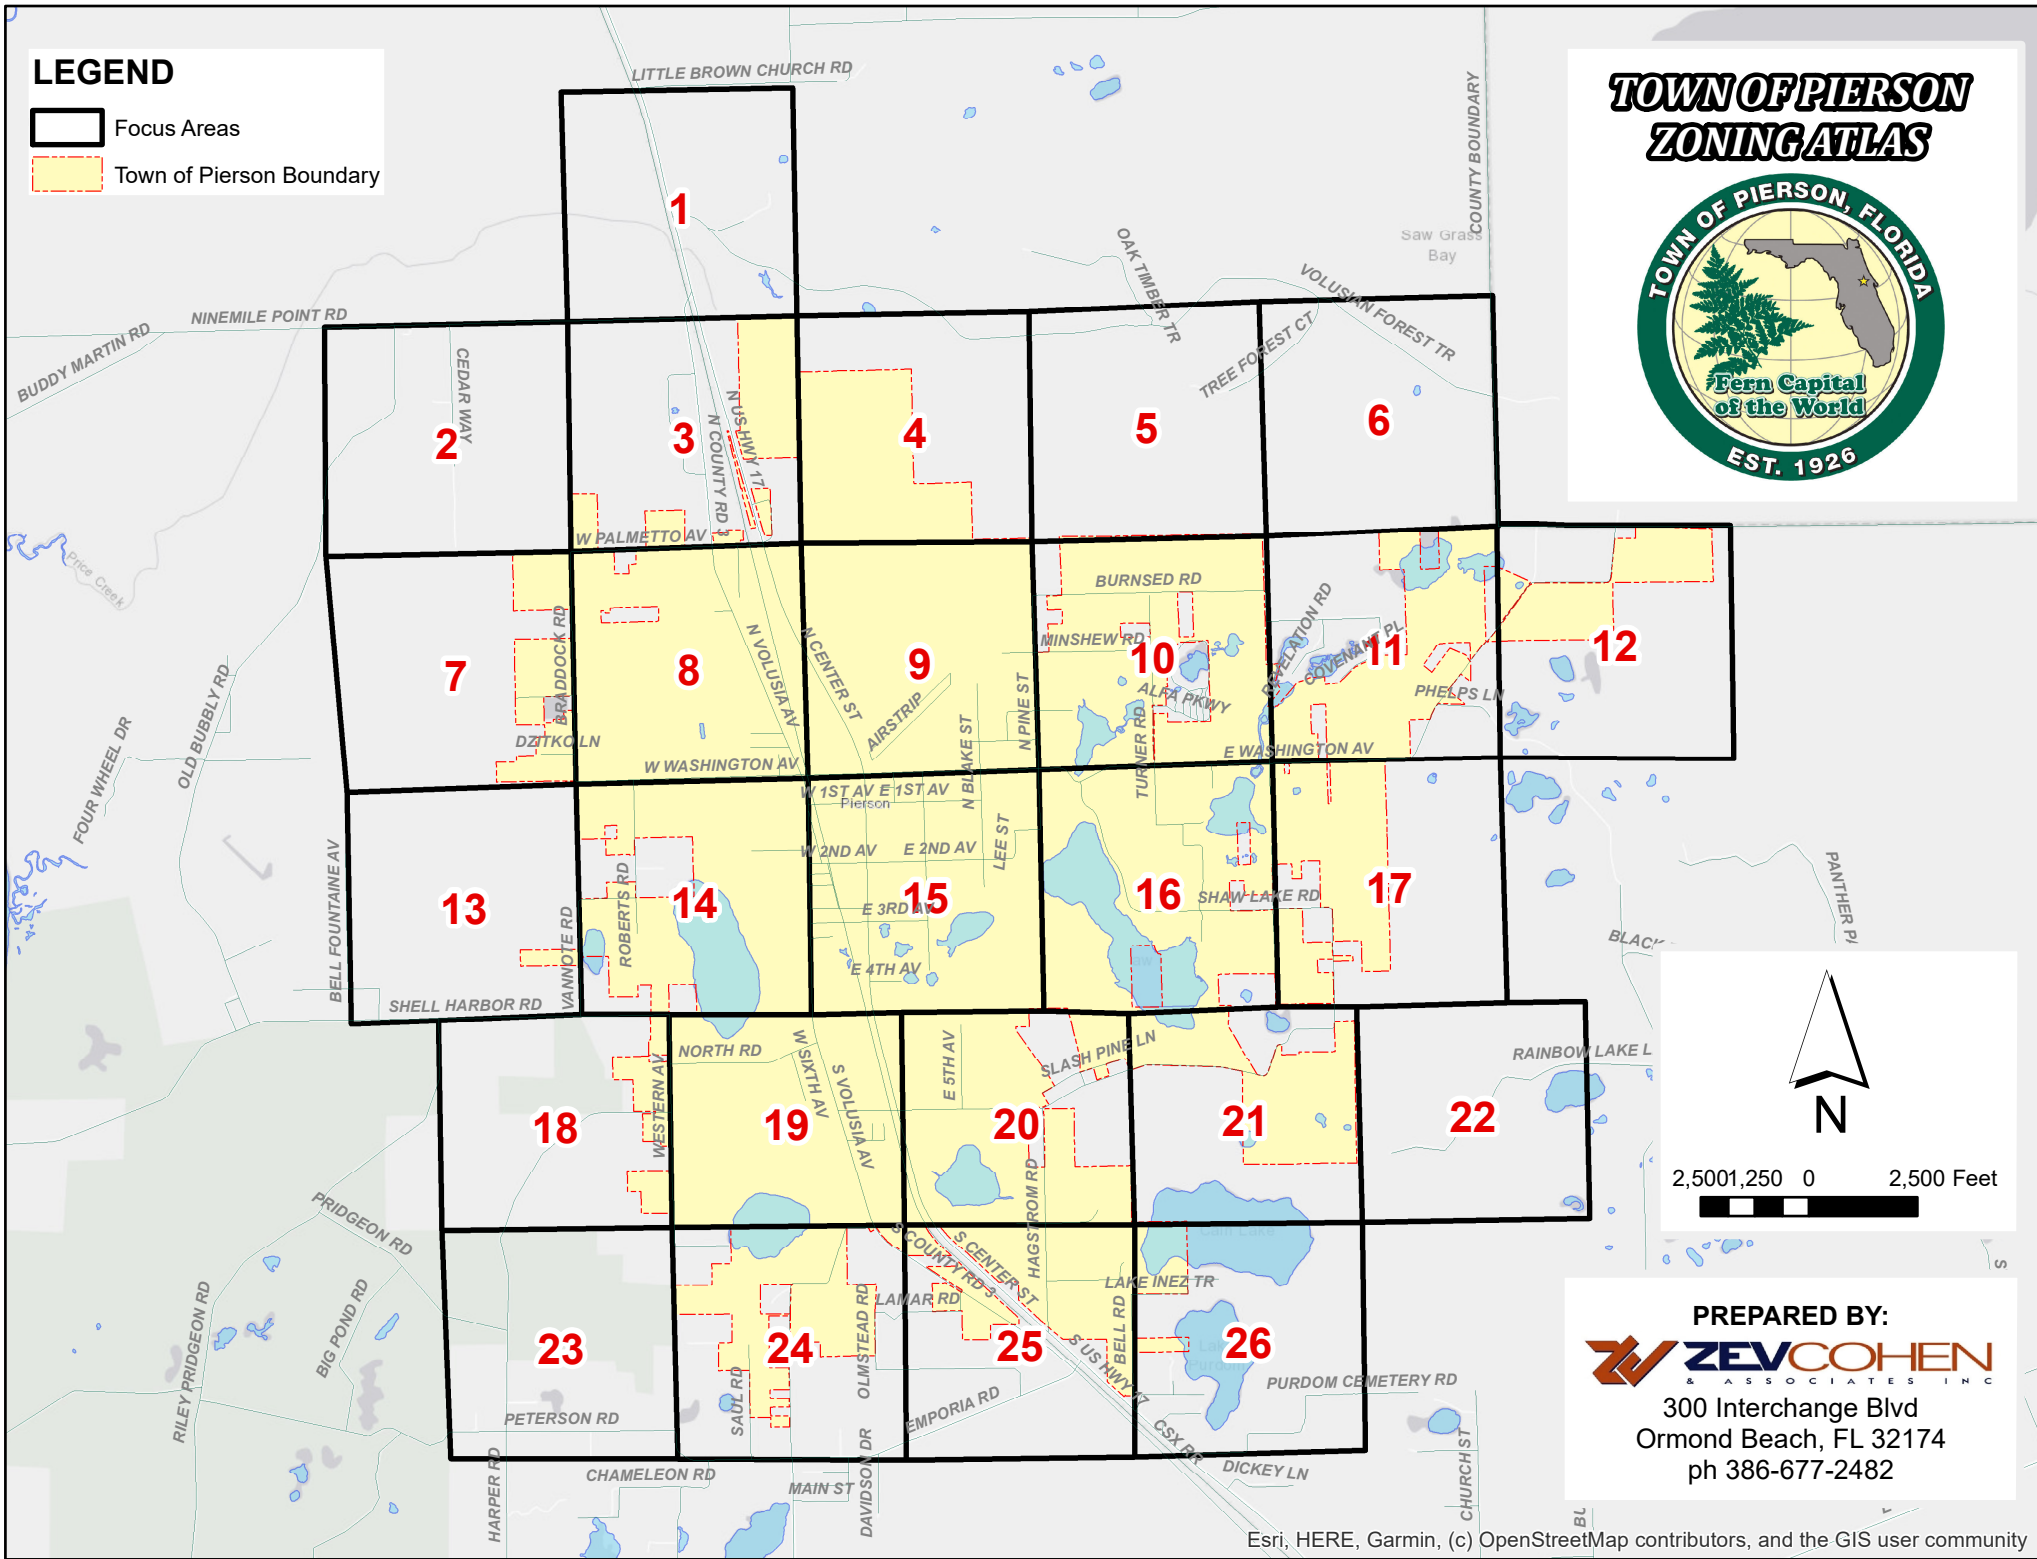 LEGEND
Focus Areas
Town of Pierson Boundary
TOWN OF PIERSON
ZONING ATLAS
TOWN OF PIERSON, FLORIDA
Fern Capital
of the World
EST. 1926
LITTLE BROWN CHURCH RD
COUNTY BOUNDARY
Saw Grass
Bay
1
OAK TIMBER TR
VOLUSIAN FOREST TR
TREE FOREST CT
NINEMILE POINT RD
BUDDY MARTIN RD
CEDAR WAY
N US HWY 17
N COUNTY RD 3
2
3
4
5
6
W PALMETTO AV
Price Creek
BURNSED RD
MINSHEW RD
REVELATION RD
COVENANT PL
BRADDOCK RD
N VOLUSIA AV
N CENTER ST
7
8
9
10
11
12
OLD BUBBLY RD
FOUR WHEEL DR
DZITKO LN
AIRSTRIP
N PINE ST
N BLAKE ST
ALFA PKWY
TURNER RD
PHELPS LN
W WASHINGTON AV
E WASHINGTON AV
W 1ST AV
E 1ST AV
Pierson
W 2ND AV
E 2ND AV
LEE ST
BELL FOUNTAINE AV
VANNOTE RD
ROBERTS RD
E 3RD AV
E 4TH AV
SHAW LAKE RD
13
14
15
16
17
PANTHER
BLACK
SHELL HARBOR RD
NORTH RD
WESTERN AV
W SIXTH AV
S VOLUSIA AV
E 5TH AV
SLASH PINE LN
RAINBOW LAKE L
18
19
20
21
22
N
2,500 1,250 0 2,500 Feet
PRIDGEON RD
RILEY PRIDGEON RD
BIG POND RD
HAGSTROM RD
S COUNTY RD 3
S CENTER ST
Cain Lake
LAKE INEZ TR
LAMAR RD
OLMSTEAD RD
SAUL RD
BELL RD
S US HWY 17
Lake
Purdom
23
24
25
26
PETERSON RD
EMPORIA RD
PURDOM CEMETERY RD
HARPER RD
CHAMELEON RD
MAIN ST
DAVIDSON DR
CSX RR
DICKEY LN
CHURCH ST
S
PREPARED BY:
ZEVCOHEN
& ASSOCIATES INC
300 Interchange Blvd
Ormond Beach, FL 32174
ph 386-677-2482
Esri, HERE, Garmin, (c) OpenStreetMap contributors, and the GIS user community